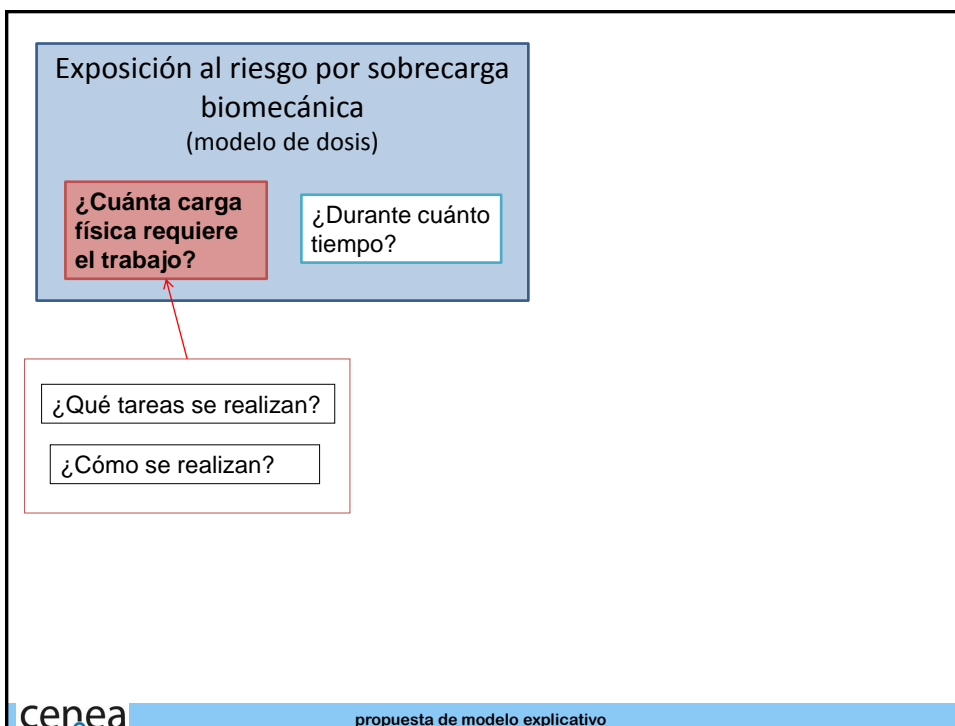 Exposición al riesgo por sobrecarga
biomecánica
(modelo de dosis)
¿Cuánta carga
física requiere
el trabajo?
¿Durante cuánto
tiempo?
¿Qué tareas se realizan?
¿Cómo se realizan?
cenea
propuesta de modelo explicativo